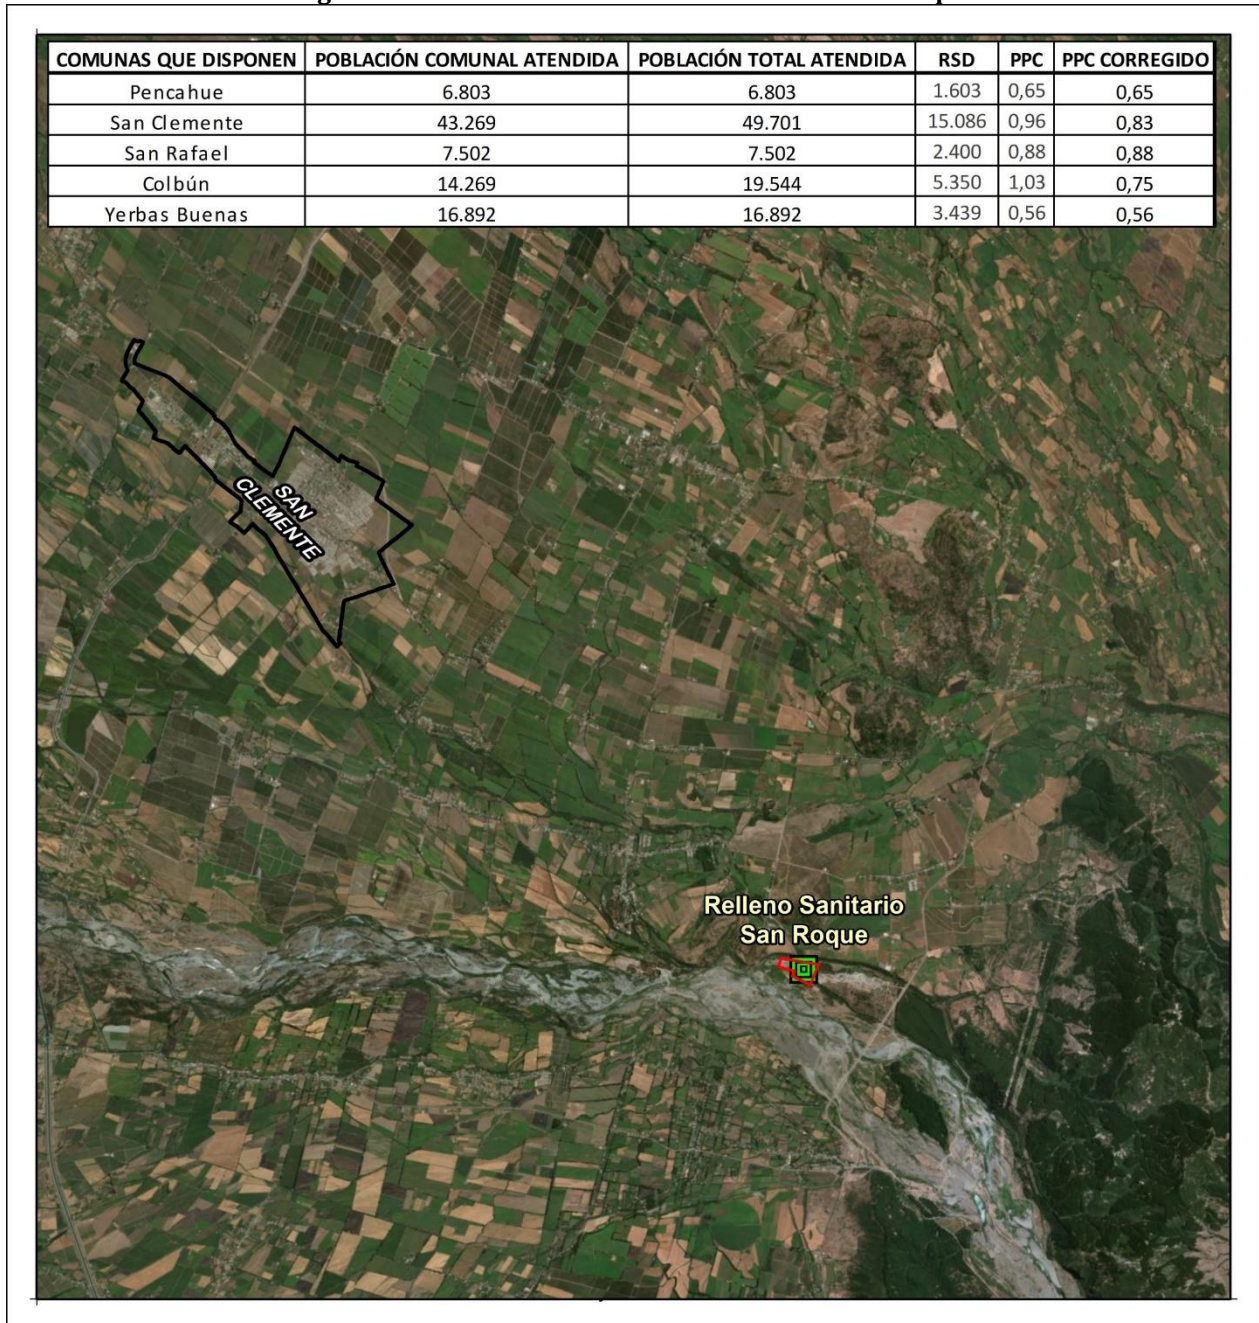 COMUNAS QUE DISPONEN POBLACIÓN COMUNAL ATENDIDA POBLACIÓN TOTAL ATENDIDA RSD PPC PPC CORREGIDO
Pencahue 6.803 6.803 1.603 0,65 0,65
San Clemente 43.269 49.701 15.086 0,96 0,83
San Rafael 7.502 7.502 2.400 0,88 0,88
Colbún 14.269 19.544 5.350 1,03 0,75
Yerbas Buenas 16.892 16.892 3.439 0,56 0,56
SAN
CLEMENTE
Relleno Sanitario
San Roque